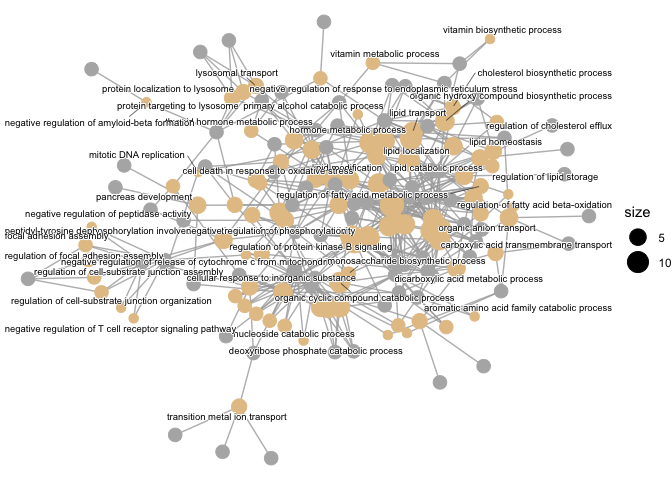 vitamin biosynthetic process
vitamin metabolic process
lysosomal transport
cholesterol biosynthetic process
protein localization to lysosome
negative regulation of response to endoplasmic reticulum stress
organic hydroxy compound biosynthetic process
protein targeting to lysosome
primary alcohol catabolic process
lipid transport
negative regulation of amyloid-beta formation
hormone metabolic process
hormone metabolic process
regulation of cholesterol efflux
lipid homeostasis
mitotic DNA replication
lipid localization
cell death in response to oxidative stress
lipid modification
lipid catabolic process
regulation of lipid storage
pancreas development
regulation of fatty acid metabolic process
regulation of fatty acid beta-oxidation
negative regulation of peptidase activity
organic anion transport
peptidyl-tyrosine dephosphorylation involved
negative regulation of phosphorylation
focal adhesion assembly
regulation of protein kinase B signaling
carboxylic acid transmembrane transport
regulation of focal adhesion assembly
negative regulation of release of cytochrome c from mitochondria
monosaccharide biosynthetic process
regulation of cell-substrate junction assembly
cellular response to inorganic substance
dicarboxylic acid metabolic process
regulation of cell-substrate junction organization
organic cyclic compound catabolic process
aromatic amino acid family catabolic process
negative regulation of T cell receptor signaling pathway
nucleoside catabolic process
deoxyribose phosphate catabolic process
transition metal ion transport
size
5
10